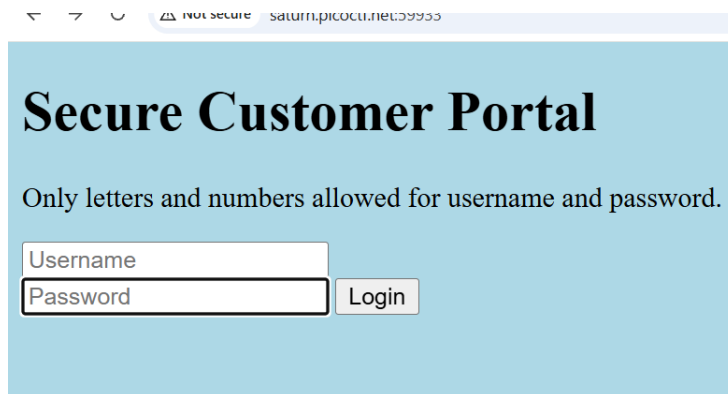 Not secure saturn.picoctf.net:59933
Secure Customer Portal
Only letters and numbers allowed for username and password.
Username
Password Login